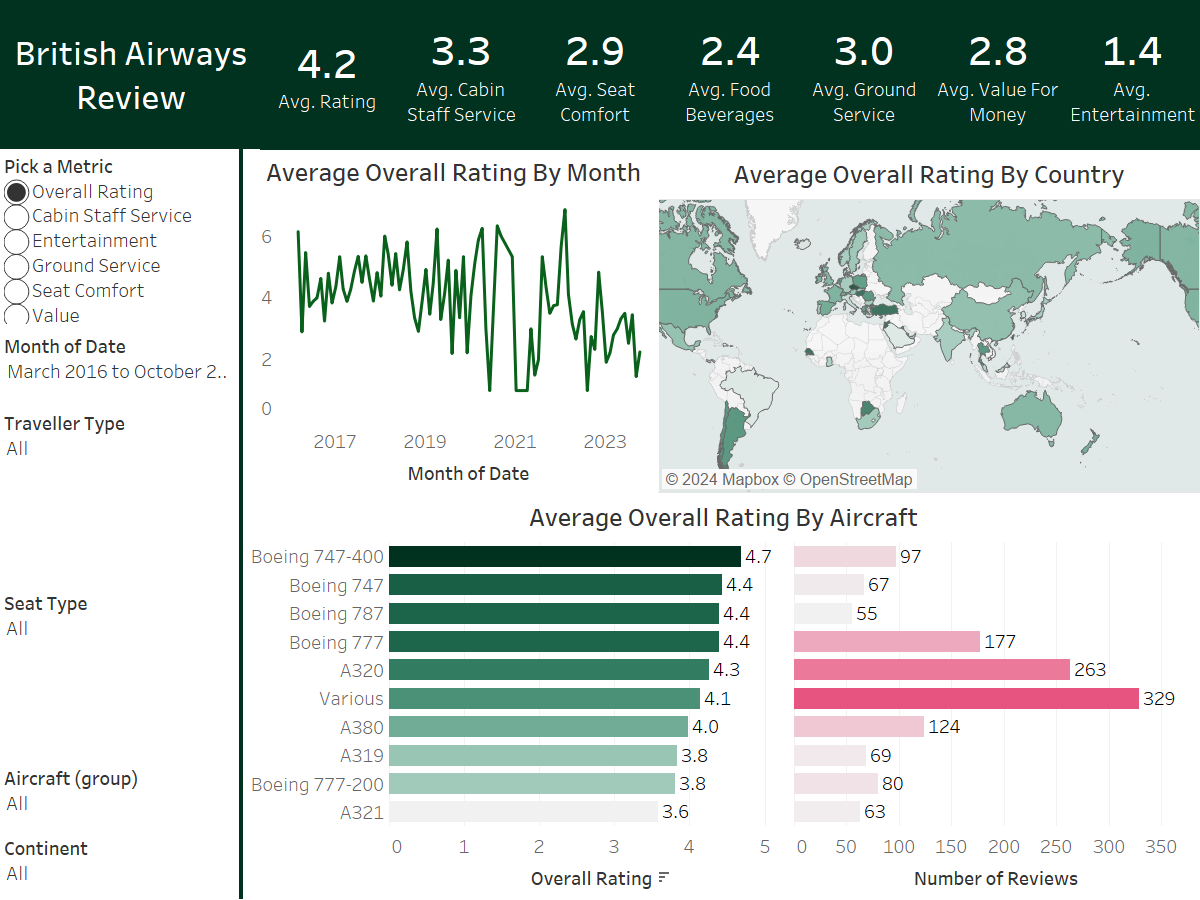 British Airways
Review
4.2
Avg. Rating
3.3
Avg. Cabin
Staff Service
2.9
Avg. Seat
Comfort
2.4
Avg. Food
Beverages
3.0
Avg. Ground
Service
2.8
Avg. Value For
Money
1.4
Avg.
Entertainment
Pick a Metric
Overall Rating
Cabin Staff Service
Entertainment
Ground Service
Seat Comfort
Value
Month of Date
March 2016 to October 2..
Traveller Type
All
Seat Type
All
Aircraft (group)
All
Continent
All
Average Overall Rating By Month
6
4
2
0
2017 2019 2021 2023
Month of Date
Average Overall Rating By Country
© 2024 Mapbox © OpenStreetMap
Average Overall Rating By Aircraft
Boeing 747-400 4.7 97
Boeing 747 4.4 67
Boeing 787 4.4 55
Boeing 777 4.4 177
A320 4.3 263
Various 4.1 329
A380 4.0 124
A319 3.8 69
Boeing 777-200 3.8 80
A321 3.6 63
0 1 2 3 4 5 0 50 100 150 200 250 300 350
Overall Rating Number of Reviews